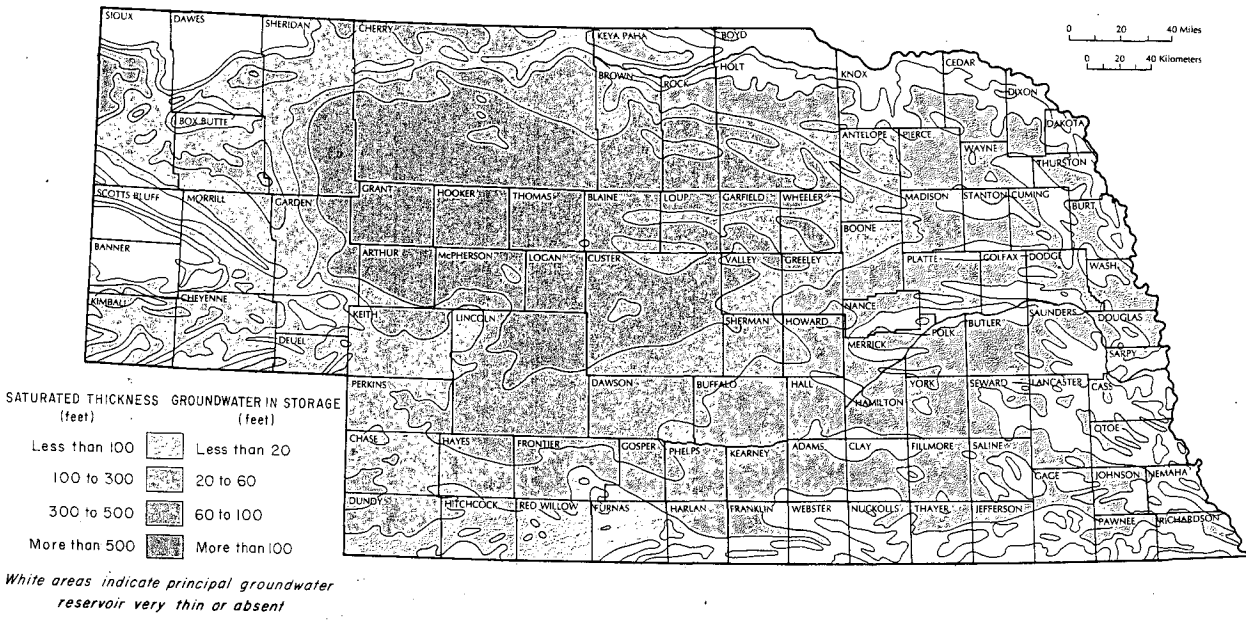 SIOUX
DAWES
SHERIDAN
CHERRY
KEYA PAHA
BOYD
0 20 40 Miles
0 20 40 Kilometers
BROWN
ROCK
HOLT
KNOX
CEDAR
DIXON
DAKOTA
BOX BUTTE
ANTELOPE
PIERCE
WAYNE
THURSTON
SCOTTS BLUFF
MORRILL
GARDEN
GRANT
HOOKER
THOMAS
BLAINE
LOUP
GARFIELD
WHEELER
MADISON
STANTON
CUMING
BURT
BANNER
BOONE
ARTHUR
McPHERSON
LOGAN
CUSTER
VALLEY
GREELEY
PLATTE
COLFAX
DODGE
WASH
KIMBALL
CHEYENNE
DEUEL
KEITH
LINCOLN
SHERMAN
HOWARD
NANCE
MERRICK
POLK
BUTLER
SAUNDERS
DOUGLAS
SARPY
PERKINS
DAWSON
BUFFALO
HALL
HAMILTON
YORK
SEWARD
LANCASTER
CASS
OTOE
CHASE
HAYES
FRONTIER
GOSPER
PHELPS
KEARNEY
ADAMS
CLAY
FILLMORE
SALINE
GAGE
JOHNSON
NEMAHA
DUNDY
HITCHCOCK
RED WILLOW
FURNAS
HARLAN
FRANKLIN
WEBSTER
NUCKOLLS
THAYER
JEFFERSON
PAWNEE
RICHARDSON
SATURATED THICKNESS GROUNDWATER IN STORAGE
(feet) (feet)
Less than 100 Less than 20
100 to 300 20 to 60
300 to 500 60 to 100
More than 500 More than 100
White areas indicate principal groundwater
reservoir very thin or absent